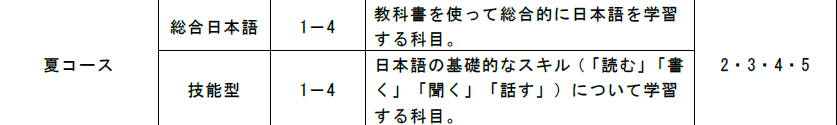 総合日本語 1－4 教科書を使って総合的に日本語を学習
する科目。
夏コース 2・3・4・5
技能型 1－4 日本語の基礎的なスキル（「読む」「書
く」「聞く」「話す」）について学習
する科目。